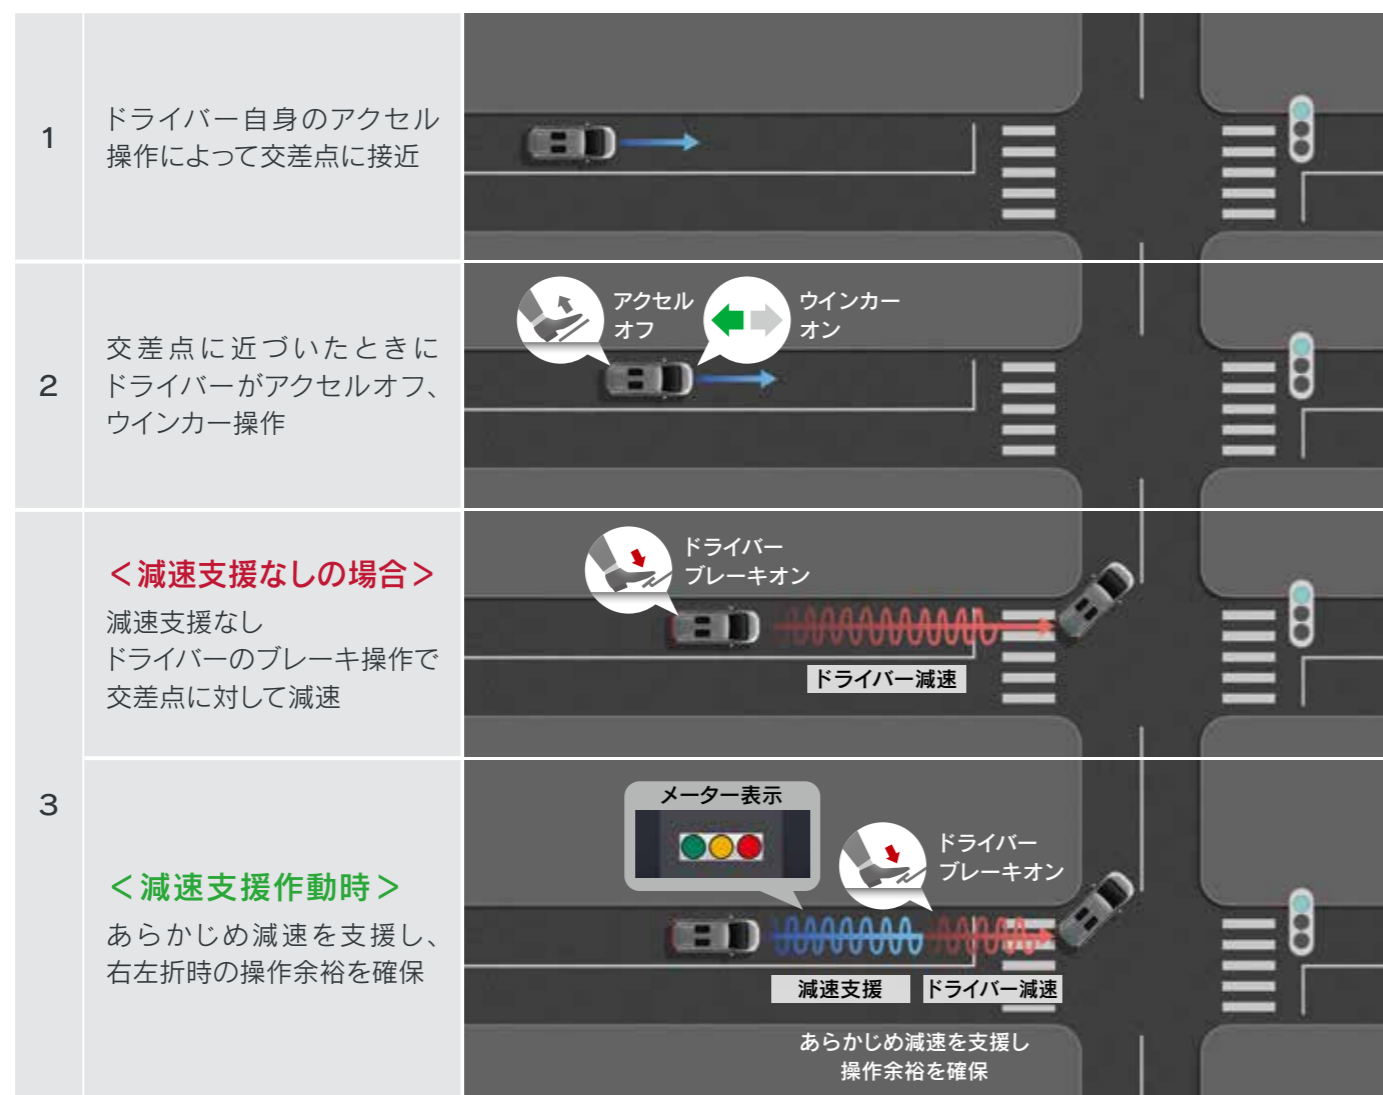 1
ドライバー自身のアクセル
操作によって交差点に接近
2
交差点に近づいたときに
ドライバーがアクセルオフ、
ウインカー操作
アクセル
オフ
ウインカー
オン
3
＜減速支援なしの場合＞
減速支援なし
ドライバーのブレーキ操作で
交差点に対して減速
ドライバー
ブレーキオン
ドライバー減速
＜減速支援作動時＞
あらかじめ減速を支援し、
右左折時の操作余裕を確保
メーター表示
ドライバー
ブレーキオン
減速支援
ドライバー減速
あらかじめ減速を支援し
操作余裕を確保